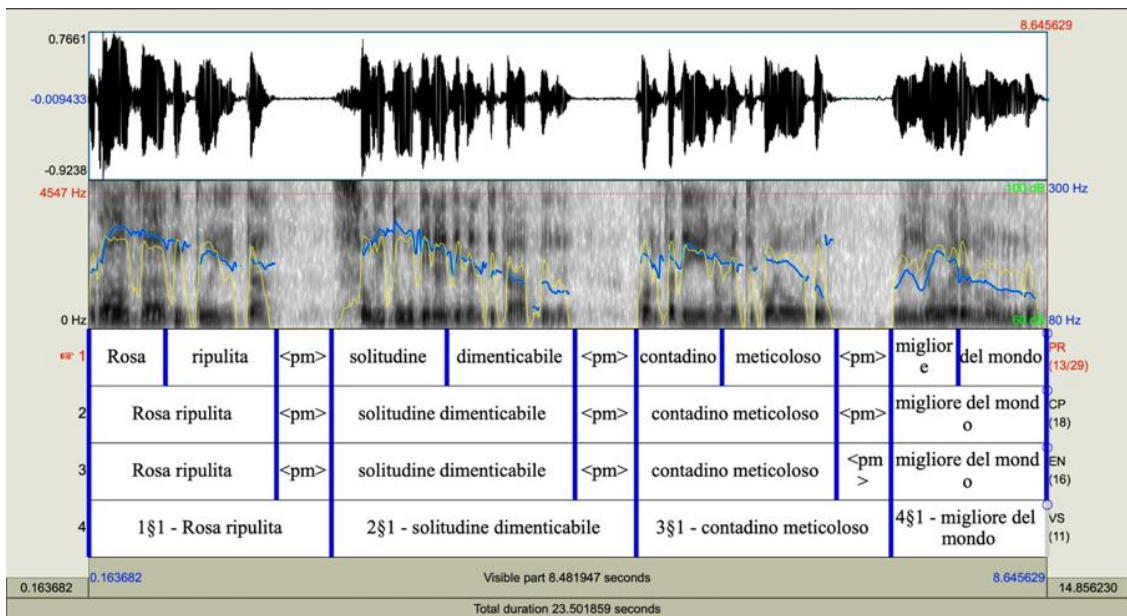 8.645629
0.7661
-0.009433
-0.9238
4547 Hz
100 dB 300 Hz
0 Hz
60 dB 80 Hz
☞ 1 Rosa ripulita <pm> solitudine dimenticabile <pm> contadino meticoloso <pm> miglior
e del mondo PR
(13/29)
2 Rosa ripulita <pm> solitudine dimenticabile <pm> contadino meticoloso <pm> migliore del mond
o CP
(18)
3 Rosa ripulita <pm> solitudine dimenticabile <pm> contadino meticoloso <pm
> migliore del mond
o EN
(16)
4 1§1 - Rosa ripulita 2§1 - solitudine dimenticabile 3§1 - contadino meticoloso 4§1 - migliore del
mondo VS
(11)
0.163682 Visible part 8.481947 seconds 8.645629
0.163682 14.856230
Total duration 23.501859 seconds